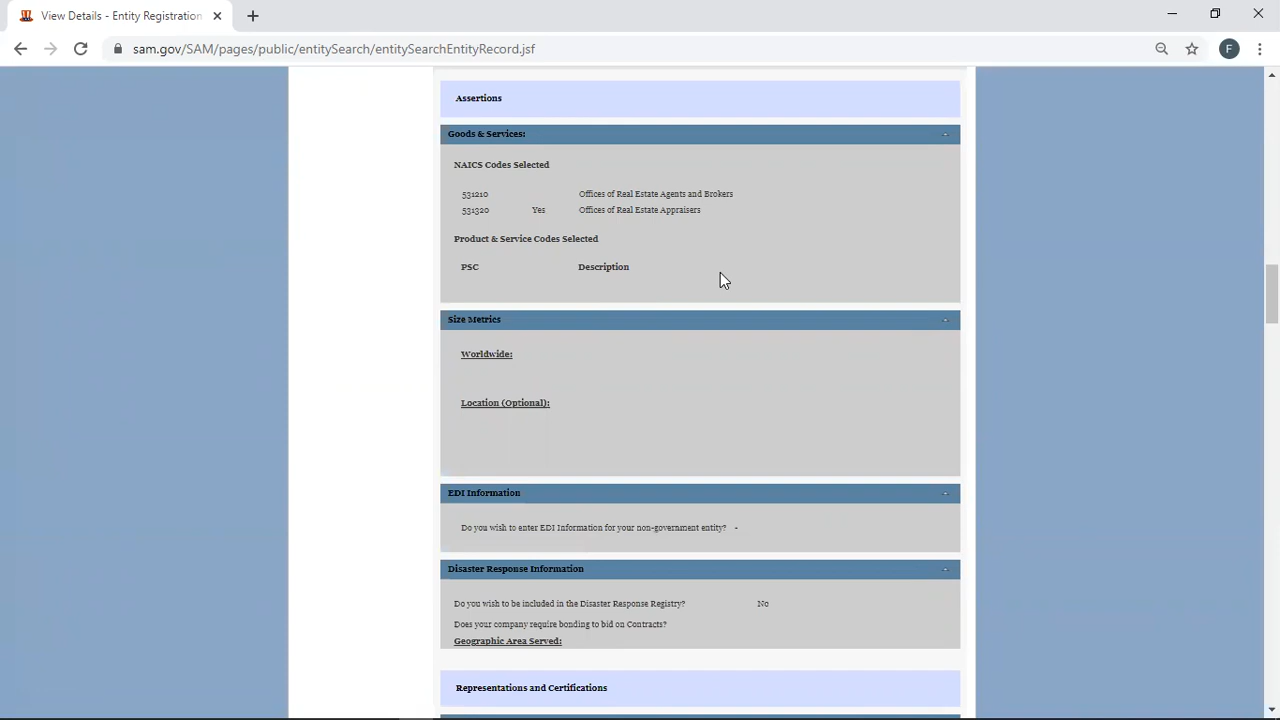 View Details - Entity Registration
sam.gov/SAM/pages/public/entitySearch/entitySearchEntityRecord.jsf
F
Assertions
Goods & Services:
NAICS Codes Selected
531210 Offices of Real Estate Agents and Brokers
531320 Yes Offices of Real Estate Appraisers
Product & Service Codes Selected
PSC Description
Size Metrics
Worldwide:
Location (Optional):
EDI Information
Do you wish to enter EDI Information for your non-government entity? -
Disaster Response Information
Do you wish to be included in the Disaster Response Registry? No
Does your company require bonding to bid on Contracts?
Geographic Area Served:
Representations and Certifications